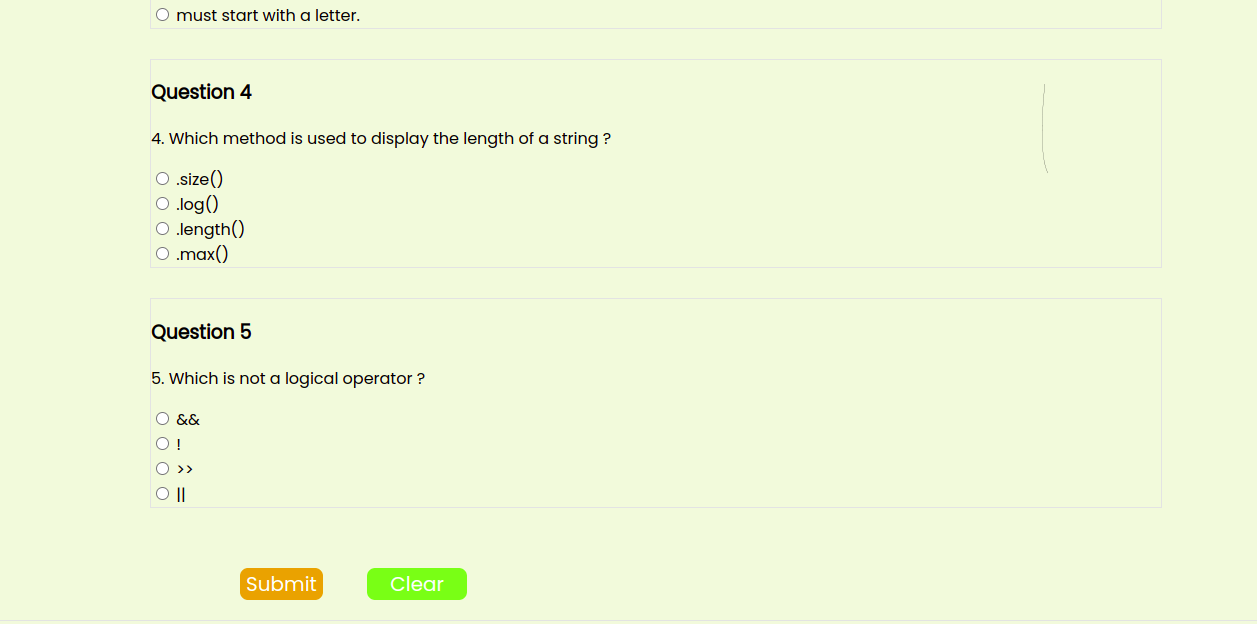 must start with a letter.
Question 4
4. Which method is used to display the length of a string ?
.size()
.log()
.length()
.max()
Question 5
5. Which is not a logical operator ?
&&
!
>>
||
Submit Clear